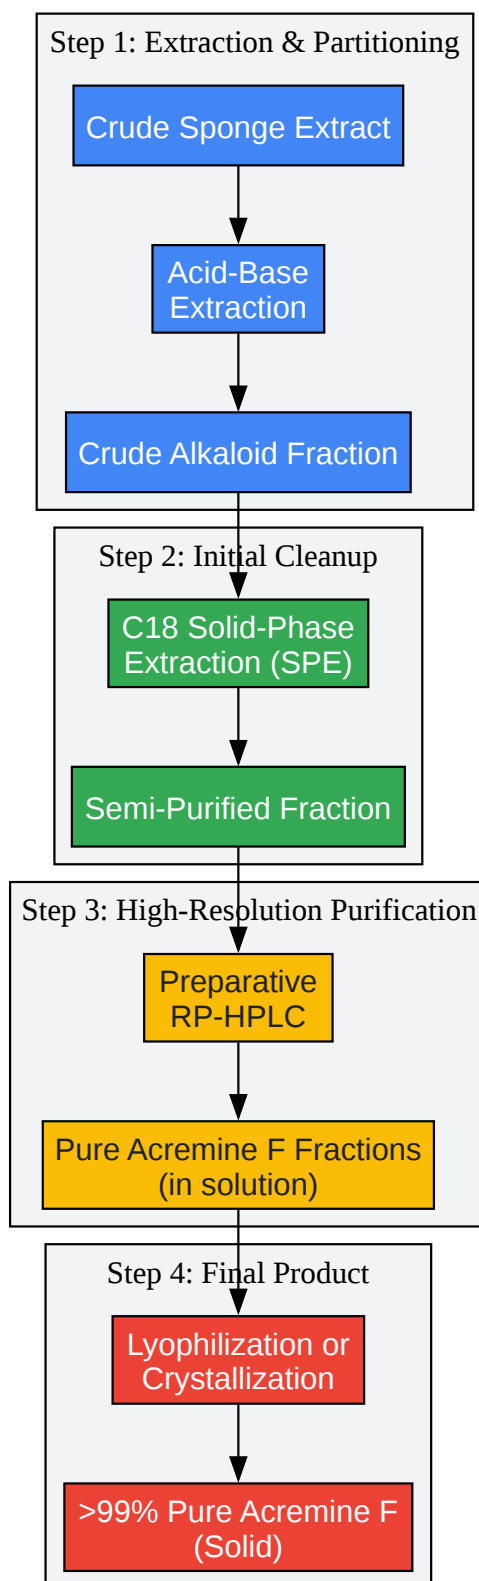 Step 1: Extraction & Partitioning
Crude Sponge Extract
Acid-Base
Extraction
Crude Alkaloid Fraction
Step 2: Initial Cleanup
C18 Solid-Phase
Extraction (SPE)
Semi-Purified Fraction
Step 3: High-Resolution Purification
Preparative
RP-HPLC
Pure Acremine F Fractions
(in solution)
Step 4: Final Product
Lyophilization or
Crystallization
>99% Pure Acremine F
(Solid)